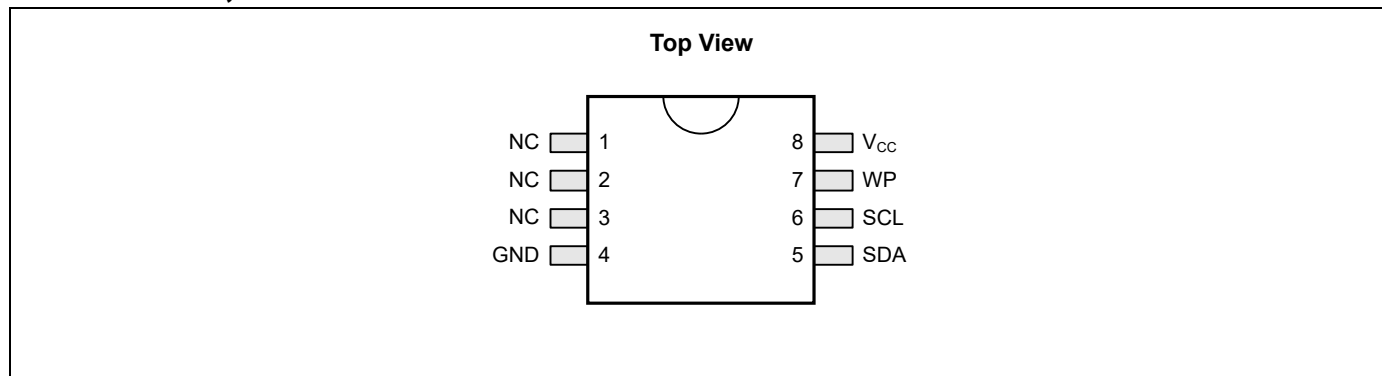 Top View
NC 1 8 VCC
NC 2 7 WP
NC 3 6 SCL
GND 4 5 SDA